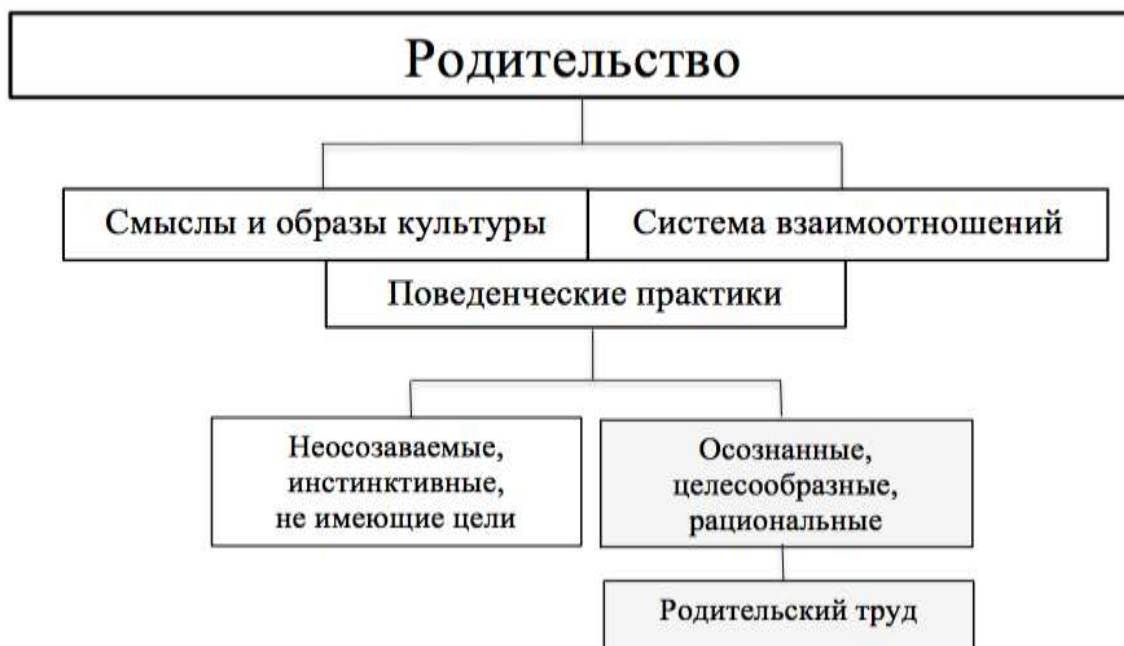 Родительство
Смыслы и образы культуры
Система взаимоотношений
Поведенческие практики
Неосозаваемые,
инстинктивные,
не имеющие цели
Осознанные,
целесообразные,
рациональные
Родительский труд